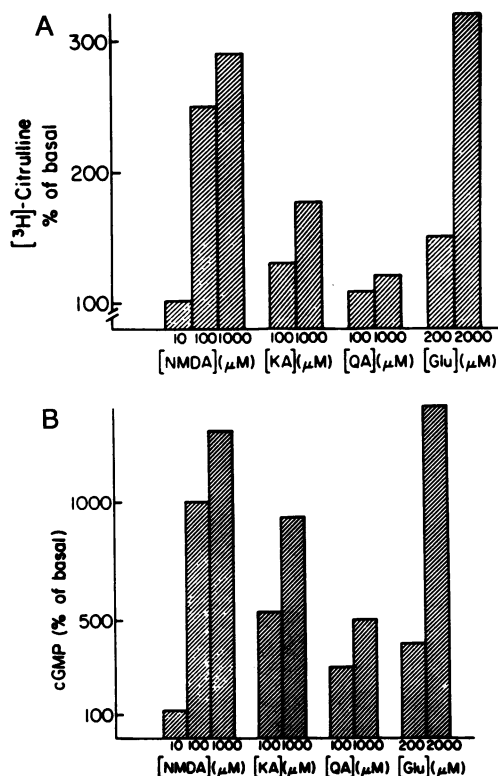 A
300
200
100
[³H]-Citrulline
% of basal
10 100 1000 100 1000 100 1000 200 2000
[NMDA](μM) [KA](μM) [QA](μM) [Glu](μM)
B
1000
500
100
cGMP (% of basal)
10 100 1000 100 1000 100 1000 200 2000
[NMDA](μM) [KA](μM) [QA](μM) [Glu](μM)